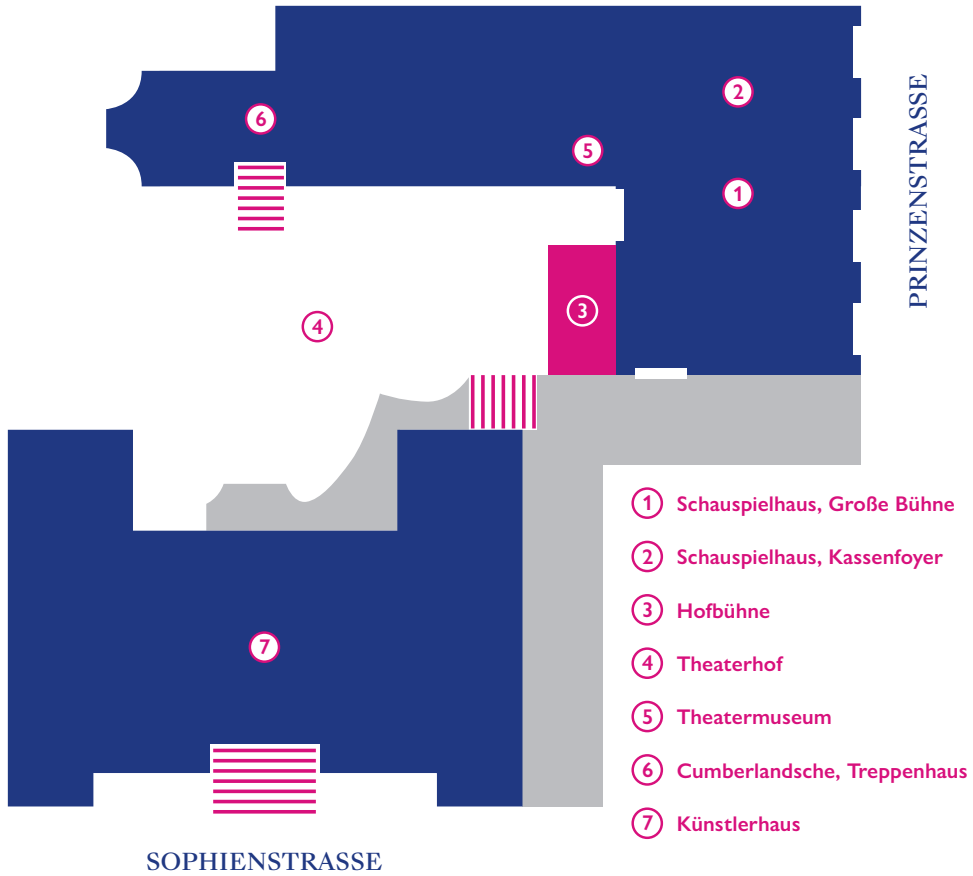 2
6
5
PRINZENSTRASSE
1
3
4
1 Schauspielhaus, Große Bühne
2 Schauspielhaus, Kassenfoyer
3 Hofbühne
7
4 Theaterhof
5 Theatermuseum
6 Cumberlandsche, Treppenhaus
7 Künstlerhaus
SOPHIENSTRASSE